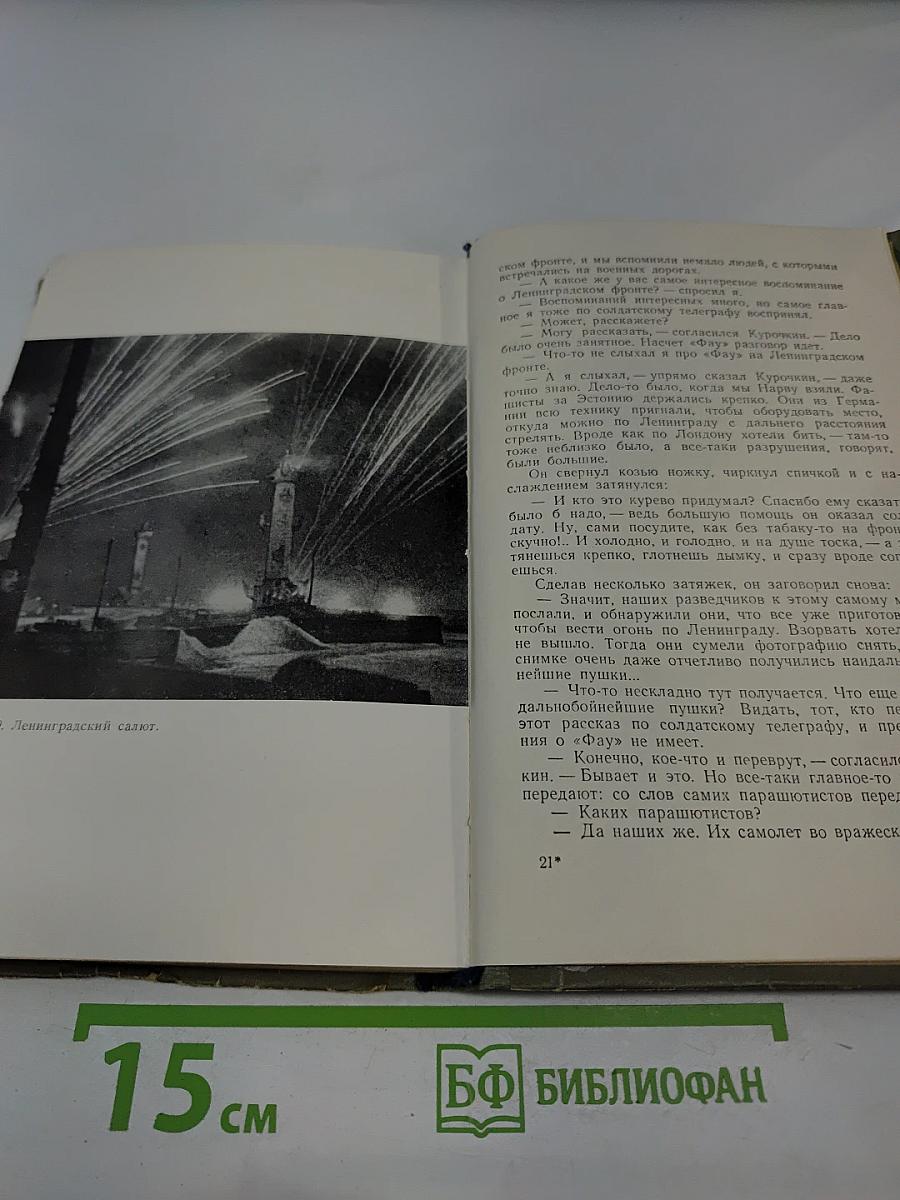 9. Ленинградский салют.
ском фронте, и мы вспомнили немало людей, с которыми
встречались на военных дорогах.
— А какое же у вас самое интересное воспоминание
о Ленинградском фронте? — спросил я.
— Воспоминаний интересных много, но самое глав-
ное я тоже по солдатскому телеграфу воспринял.
— Может, расскажете?
— Могу рассказать, — согласился Курочкин. — Дело
было очень занятное. Насчет «Фау» разговор идет.
— Что-то не слыхал я про «Фау» на Ленинградском
фронте.
— А я слыхал, — упрямо сказал Курочкин, — даже
точно знаю. Дело-то было, когда мы Нарву взяли. Фа-
шисты за Эстонию держались крепко. Они из Герма-
нии всю технику пригнали, чтобы оборудовать место,
откуда можно по Ленинграду с дальнего расстояния
стрелять. Вроде как по Лондону хотели бить, — там-то
тоже неблизко было, а все-таки разрушения, говорят,
были большие.
Он свернул козью ножку, чиркнул спичкой и с на-
слаждением затянулся:
— И кто это курево придумал? Спасибо ему сказат
было б надо, — ведь большую помощь он оказал сол
дату. Ну, сами посудите, как без табаку-то на фрон
скучно!.. И холодно, и голодно, и на душе тоска, — а
тянешься крепко, глотнешь дымку, и сразу вроде сог
ешься.
Сделав несколько затяжек, он заговорил снова:
— Значит, наших разведчиков к этому самому м
послали, и обнаружили они, что все уже приготов
чтобы вести огонь по Ленинграду. Взорвать хотел
не вышло. Тогда они сумели фотографию снять,
снимке очень даже отчетливо получились наидаль
нейшие пушки...
— Что-то нескладно тут получается. Что еще
дальнобойнейшие пушки? Видать, тот, кто пе
этот рассказ по солдатскому телеграфу, и пре
ния о «Фау» не имеет.
— Конечно, кое-что и переврут, — согласилс
кин. — Бывает и это. Но все-таки главное-то
передают: со слов самих парашютистов перед
— Каких парашютистов?
— Да наших же. Их самолет во вражеск
21*
15 см
БФ БИБЛИОФАН